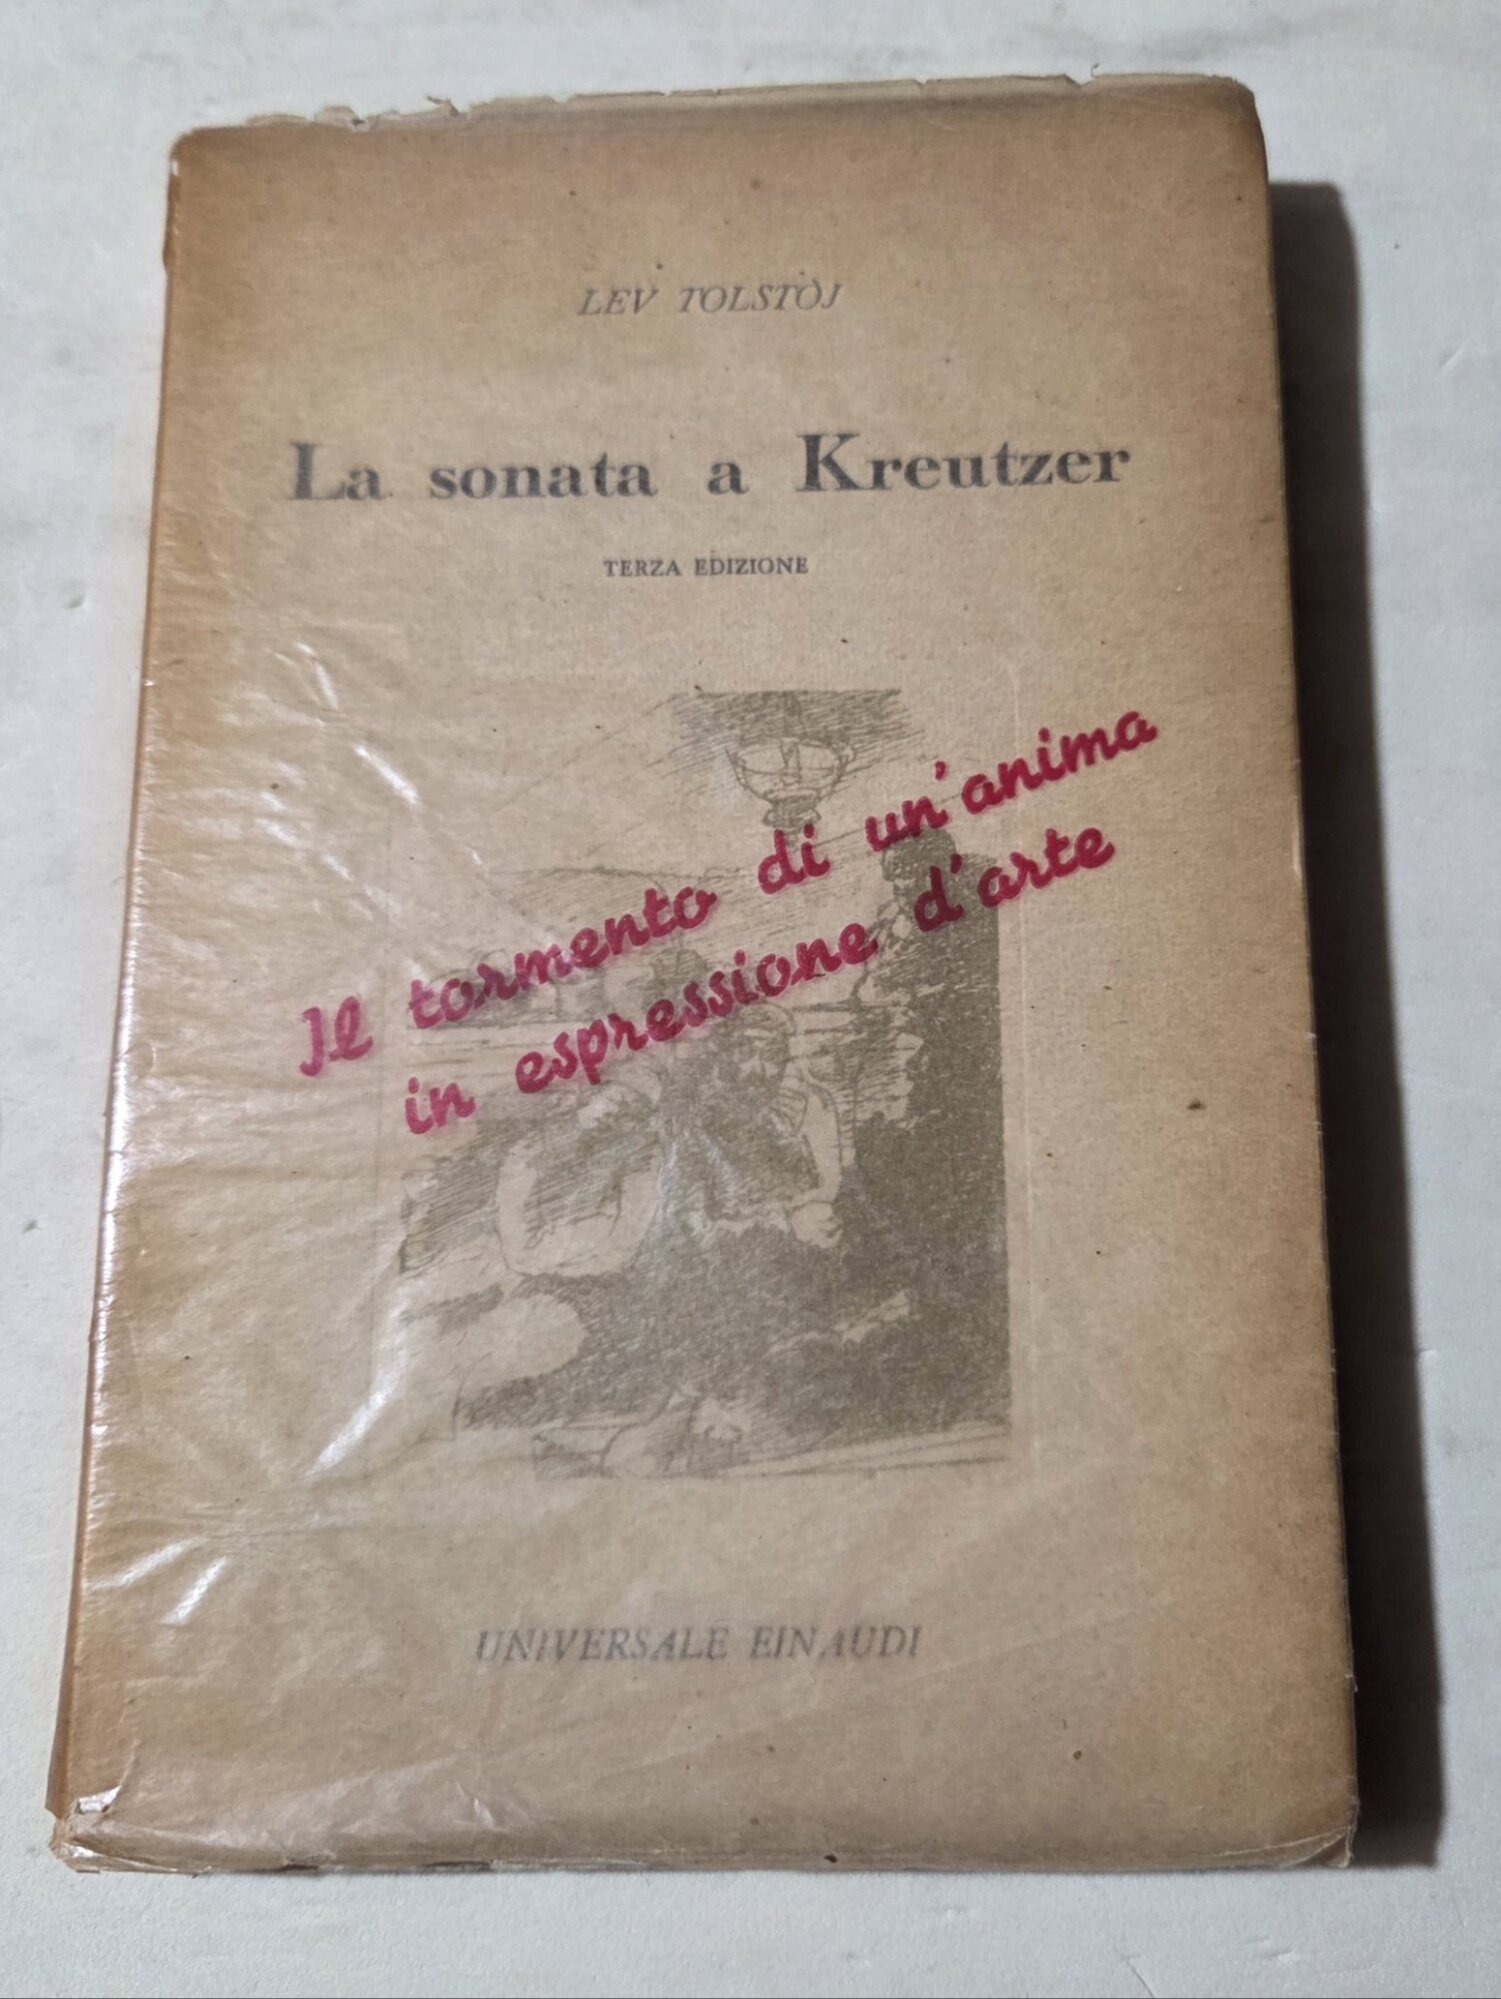 LEV TOLSTÒJ
La sonata a Kreutzer
TERZA EDIZIONE
Il tormento di un'anima
in espressione d'arte
UNIVERSALE EINAUDI